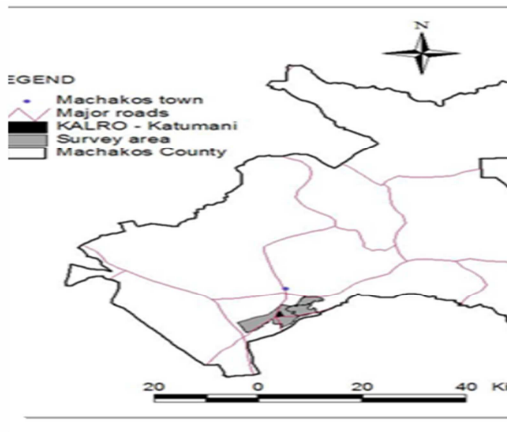 N
EGEND
Machakos town
Major roads
KALRO - Katumani
Survey area
Machakos County
20 0 20 40 Ki